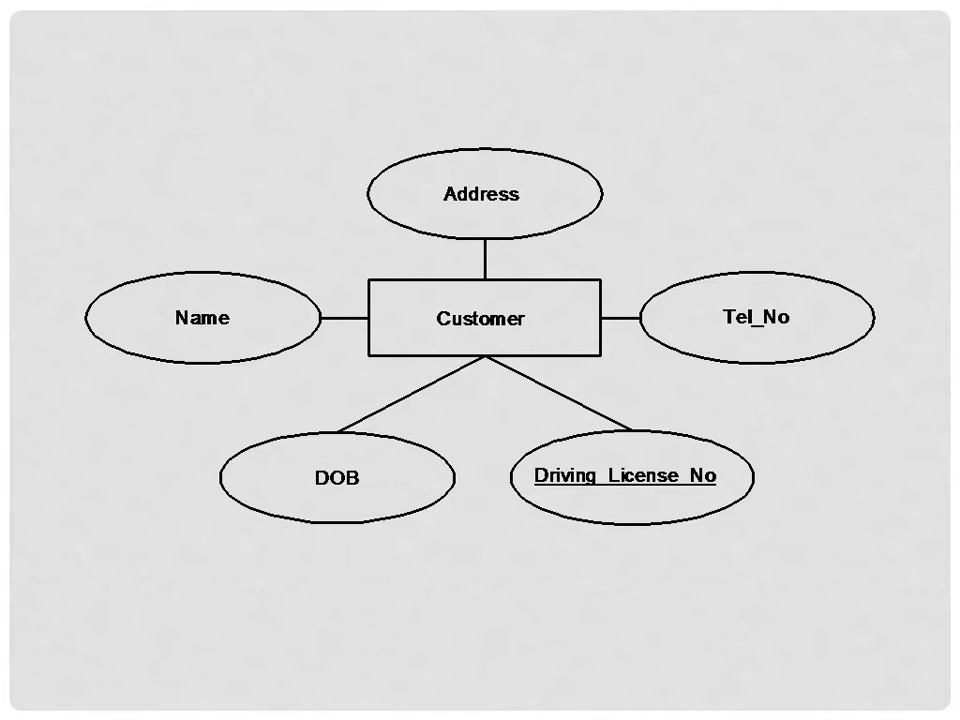 Address
Name
Customer
Tel_No
DOB
Driving_License_No